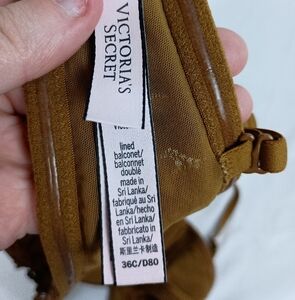 VICTORIA'S
SECRET
lined
balconet/
balconnet
doublé
made in
Sri Lanka/
fabriqué au Sri
Lanka/hecho
en Sri Lanka/
fabbricato in
Sri Lanka/
斯里兰卡制造
36C/D80